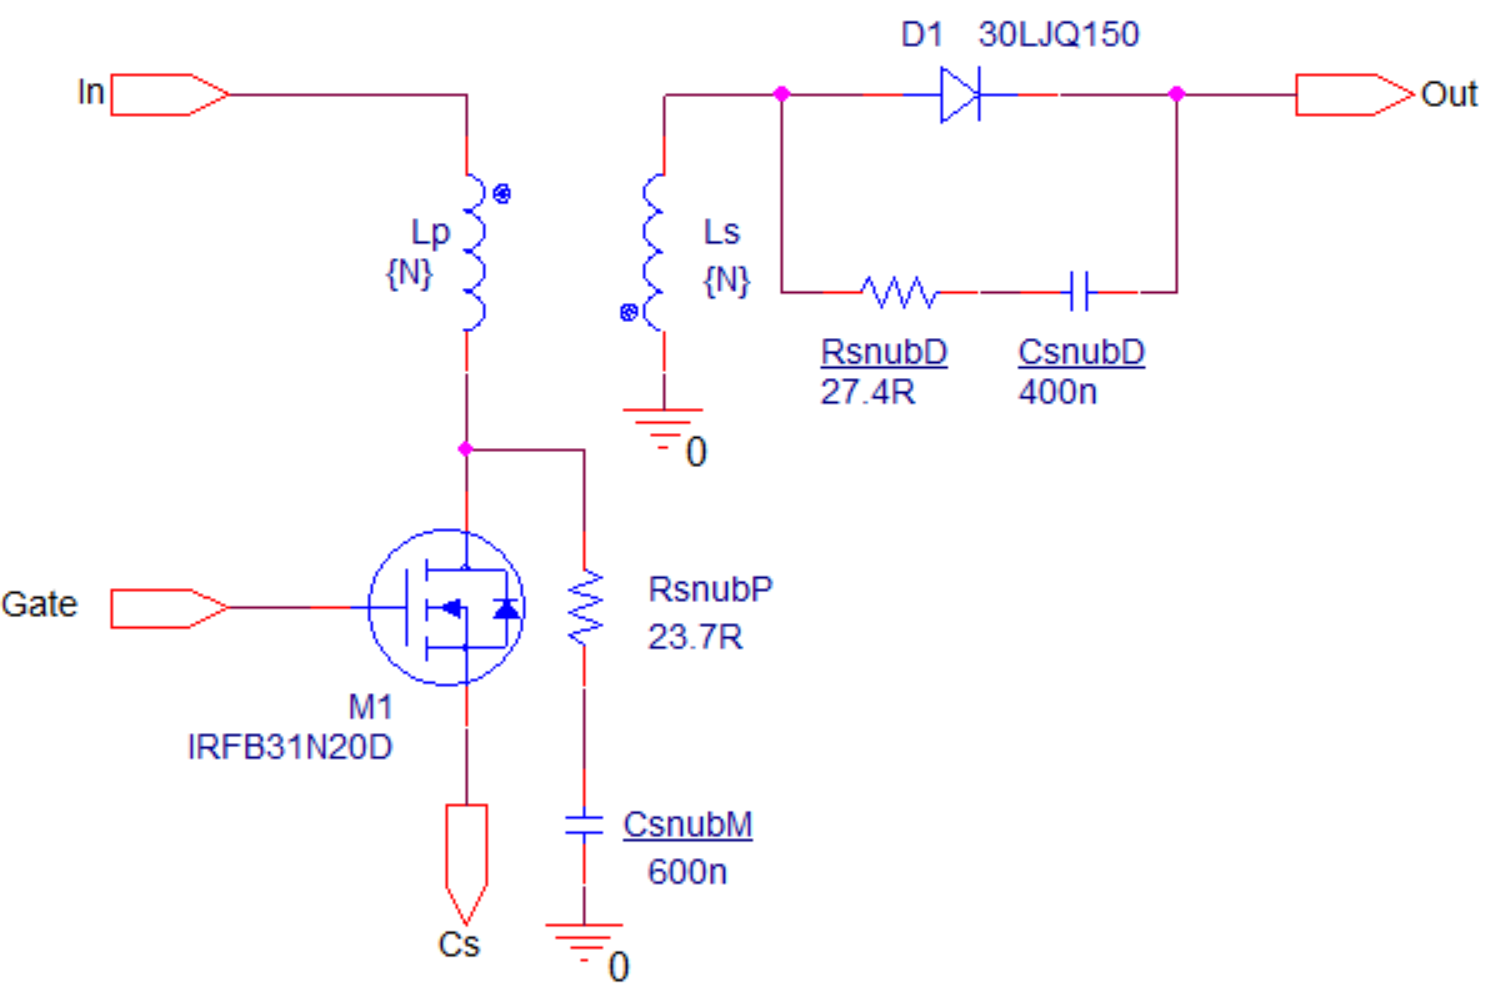 D1 30LJQ150
In
Out
Lp
{N}
Ls
{N}
RsnubD
27.4R
CsnubD
400n
0
Gate
RsnubP
23.7R
M1
IRFB31N20D
CsnubM
600n
Cs
0